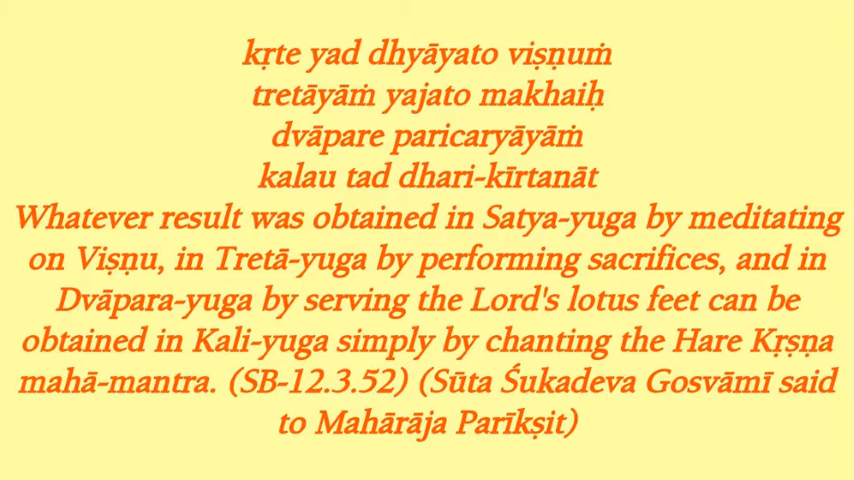 kṛte yad dhyāyato viṣṇuṁ
tretāyāṁ yajato makhaiḥ
dvāpare paricaryāyāṁ
kalau tad dhari-kīrtanāt
Whatever result was obtained in Satya-yuga by meditating
on Viṣṇu, in Tretā-yuga by performing sacrifices, and in
Dvāpara-yuga by serving the Lord's lotus feet can be
obtained in Kali-yuga simply by chanting the Hare Kṛṣṇa
mahā-mantra. (SB-12.3.52) (Sūta Śukadeva Gosvāmī said
to Mahārāja Parīkṣit)